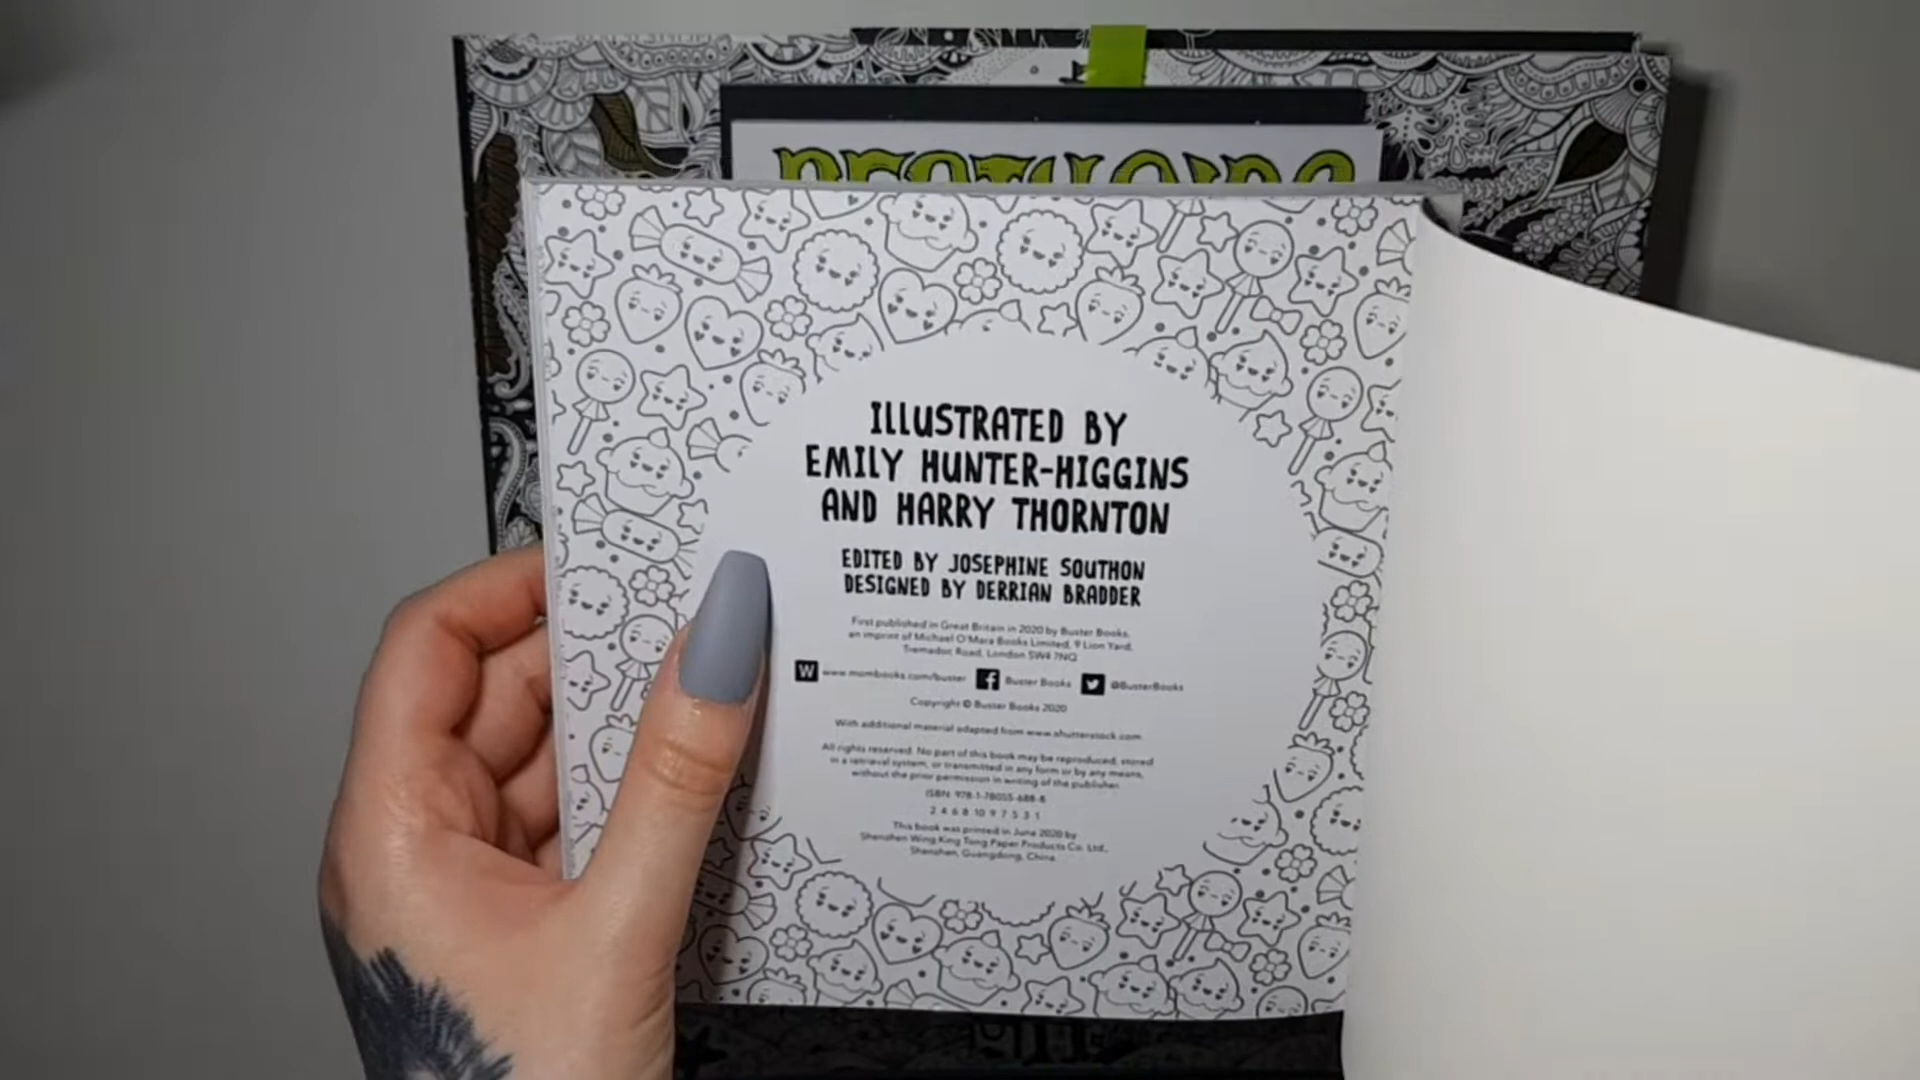 ILLUSTRATED BY
EMILY HUNTER-HIGGINS
AND HARRY THORNTON
EDITED BY JOSEPHINE SOUTHON
DESIGNED BY DERRIAN BRADDER
First published in Great Britain in 2020 by Buster Books,
an imprint of Michael O'Mara Books Limited, 9 Lion Yard,
Tremadoc Road, London SW4 7NQ
W www.mombooks.com/buster f Buster Books @BusterBooks
Copyright © Buster Books 2020
With additional material adapted from www.shutterstock.com
All rights reserved. No part of this book may be reproduced, stored
in a retrieval system, or transmitted in any form or by any means,
without the prior permission in writing of the publisher.
ISBN: 978-1-78055-688-8
2 4 6 8 10 9 7 5 3 1
This book was printed in June 2020 by
Shenzhen Wing King Tong Paper Products Co. Ltd.,
Shenzhen, Guangdong, China.